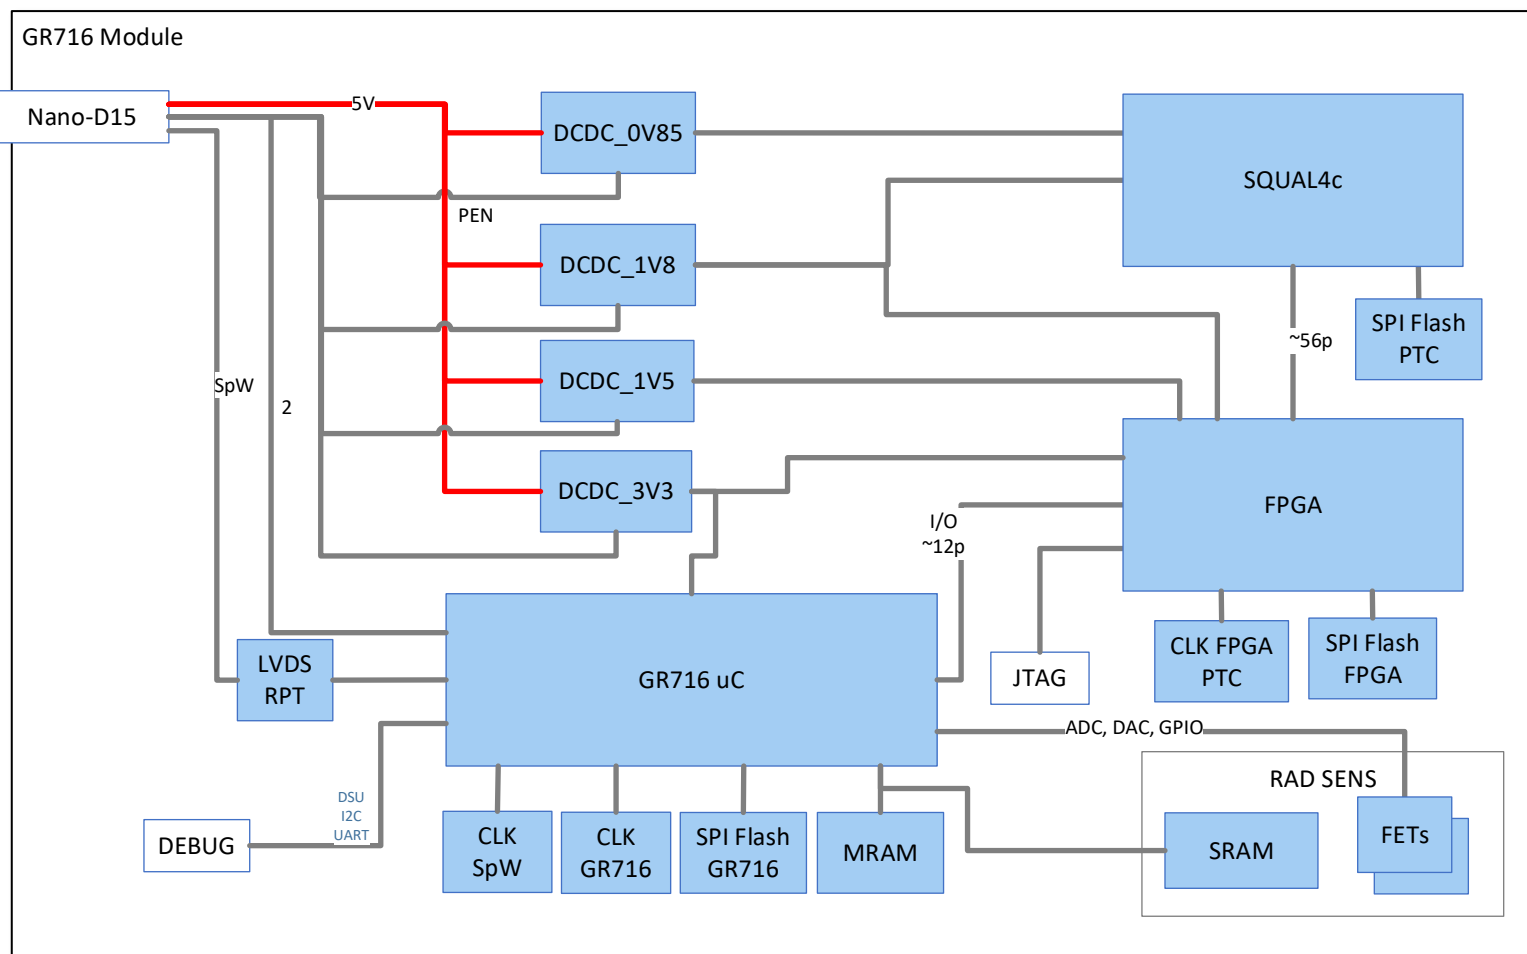 GR716 Module
Nano-D15
5V
DCDC_0V85
SQUAL4c
PEN
DCDC_1V8
SPI Flash
PTC
~56p
DCDC_1V5
SpW
2
DCDC_3V3
FPGA
I/O
~12p
LVDS
RPT
GR716 uC
JTAG
CLK FPGA
PTC
SPI Flash
FPGA
ADC, DAC, GPIO
RAD SENS
DSU
I2C
UART
DEBUG
CLK
SpW
CLK
GR716
SPI Flash
GR716
MRAM
SRAM
FETs